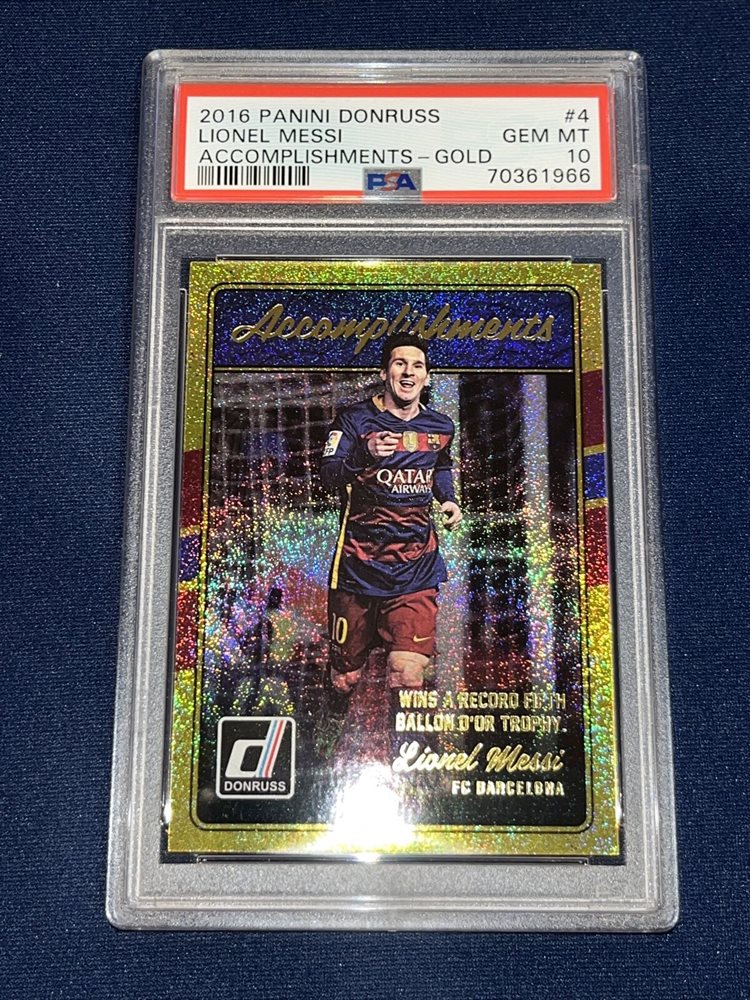 2016 PANINI DONRUSS #4
LIONEL MESSI GEM MT
ACCOMPLISHMENTS - GOLD 10
PSA 70361966
Accomplishments
QATAR
AIRWAYS
10
WINS A RECORD FIFTH
BALLON D'OR TROPHY.
Lionel Messi
FC BARCELONA
d
DONRUSS